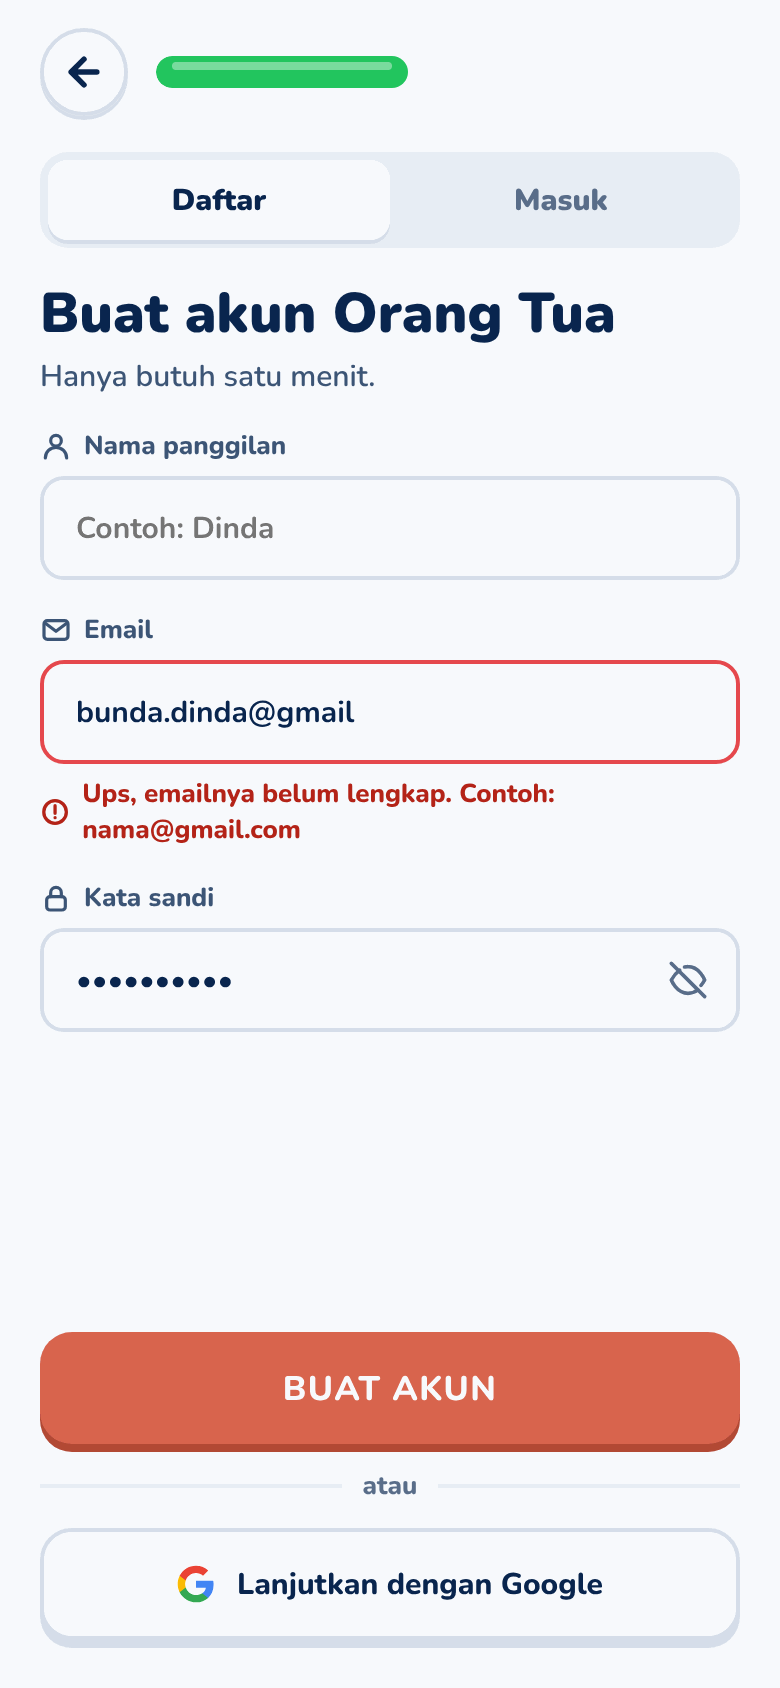 Daftar
Masuk
Buat akun Orang Tua
Hanya butuh satu menit.
Nama panggilan
Contoh: Dinda
Email
bunda.dinda@gmail
Ups, emailnya belum lengkap. Contoh:
nama@gmail.com
Kata sandi
••••••••••
BUAT AKUN
atau
Lanjutkan dengan Google